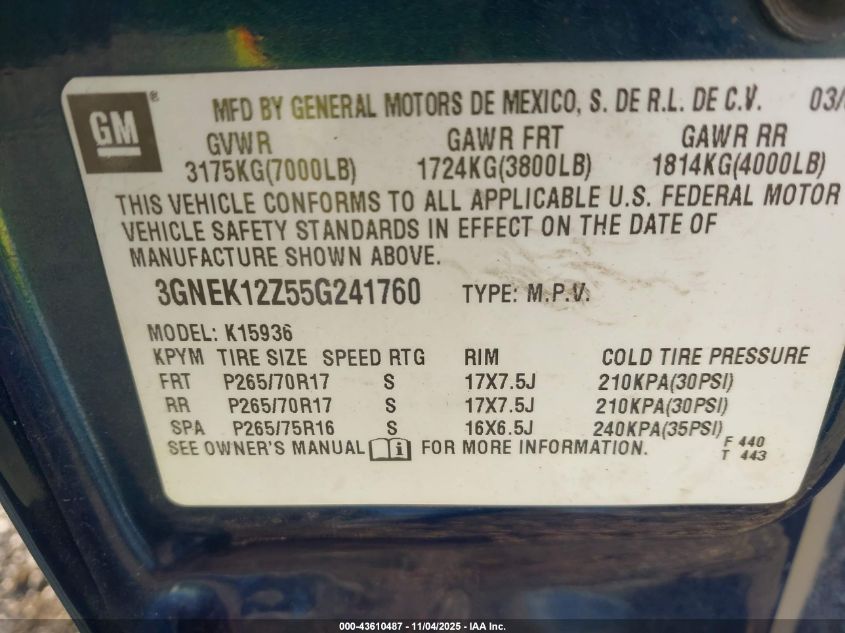 GM ® MFD BY GENERAL MOTORS DE MEXICO, S. DE R.L. DE C.V. 03/
GVWR GAWR FRT GAWR RR
3175KG(7000LB) 1724KG(3800LB) 1814KG(4000LB)
THIS VEHICLE CONFORMS TO ALL APPLICABLE U.S. FEDERAL MOTOR
VEHICLE SAFETY STANDARDS IN EFFECT ON THE DATE OF
MANUFACTURE SHOWN ABOVE.
3GNEK12Z55G241760 TYPE: M.P.V.
MODEL: K15936
KPYM TIRE SIZE SPEED RTG RIM COLD TIRE PRESSURE
FRT P265/70R17 S 17X7.5J 210KPA(30PSI)
RR P265/70R17 S 17X7.5J 210KPA(30PSI)
SPA P265/75R16 S 16X6.5J 240KPA(35PSI)
SEE OWNER'S MANUAL i FOR MORE INFORMATION. F 440
T 443
000-43610487 - 11/04/2025 - IAA Inc.